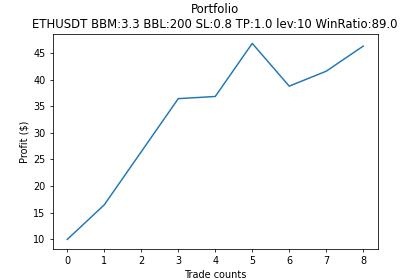 Portfolio
ETHUSDT BBM:3.3 BBL:200 SL:0.8 TP:1.0 lev:10 WinRatio:89.0
Profit ($)
45
40
35
30
25
20
15
10
0 1 2 3 4 5 6 7 8
Trade counts